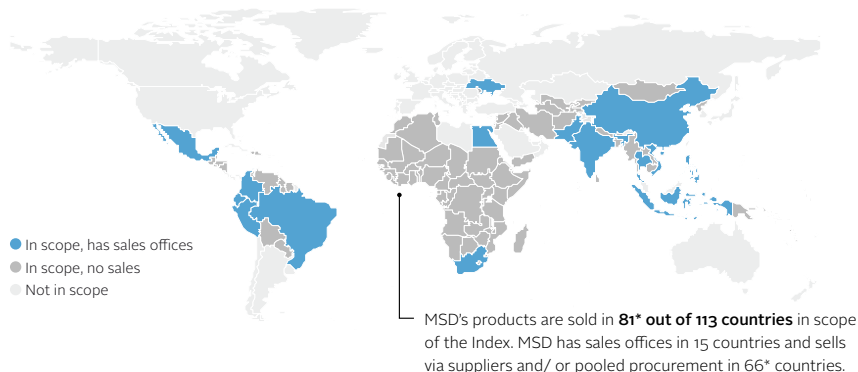 In scope, has sales offices
In scope, no sales
Not in scope
MSD's products are sold in 81* out of 113 countries in scope
of the Index. MSD has sales offices in 15 countries and sells
via suppliers and/ or pooled procurement in 66* countries.